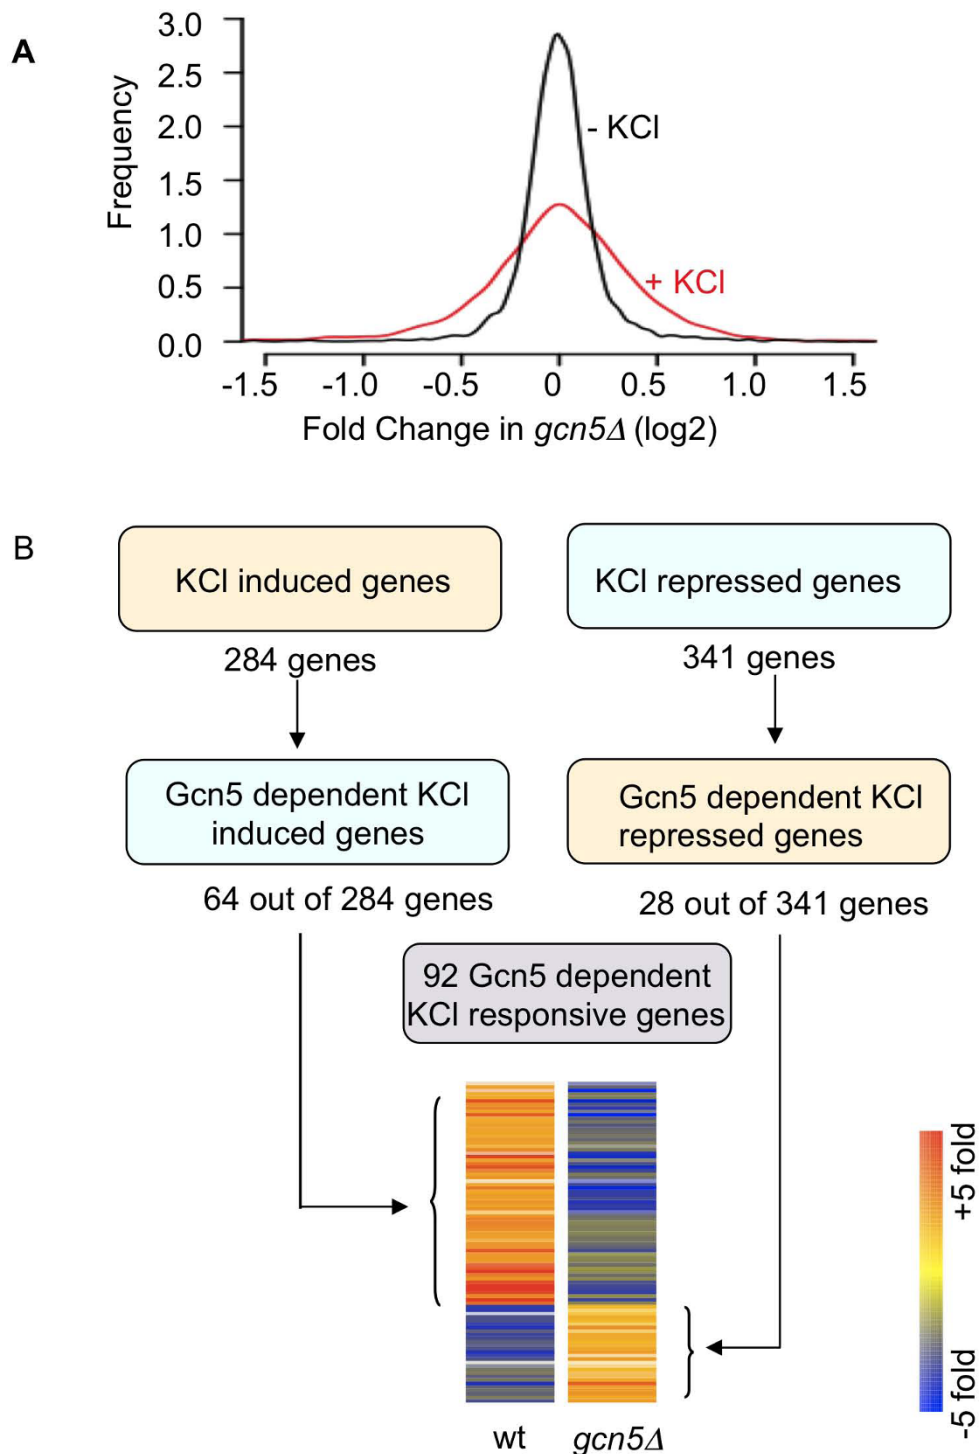 A
Frequency
3.0
2.5
2.0
1.5
1.0
0.5
0.0
- KCl
+ KCl
-1.5 -1.0 -0.5 0 0.5 1.0 1.5
Fold Change in gcn5Δ (log2)
B
KCl induced genes
KCl repressed genes
284 genes
341 genes
Gcn5 dependent KCl
induced genes
Gcn5 dependent KCl
repressed genes
64 out of 284 genes
28 out of 341 genes
92 Gcn5 dependent
KCl responsive genes
+5 fold
-5 fold
wt
gcn5Δ